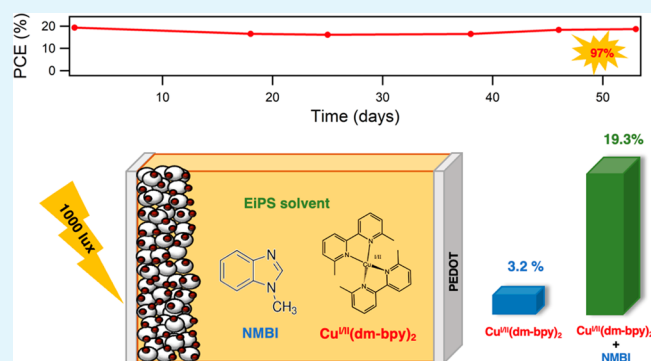 PCE (%)
20
10
0
97%
10
20
30
40
50
Time (days)
19.3%
1000 lux
EiPS solvent
3.2 %
N
N
CH₃
NMBI
N
N
Cu
I/II
N
N
Cuᴵ/ᴵᴵ(dm-bpy)₂
PEDOT
Cuᴵ/ᴵᴵ(dm-bpy)₂
Cuᴵ/ᴵᴵ(dm-bpy)₂
+
NMBI